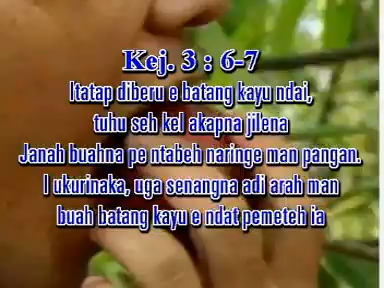 Kej. 3 : 6-7
Itatap diberu e batang kayu ndai,
tuhu seh kel akapna jilena
Janah buahna pe ntabeh naringe man pangan.
I ukurinaka, uga senangna adi arah man
buah batang kayu e ndat pemeteh ia